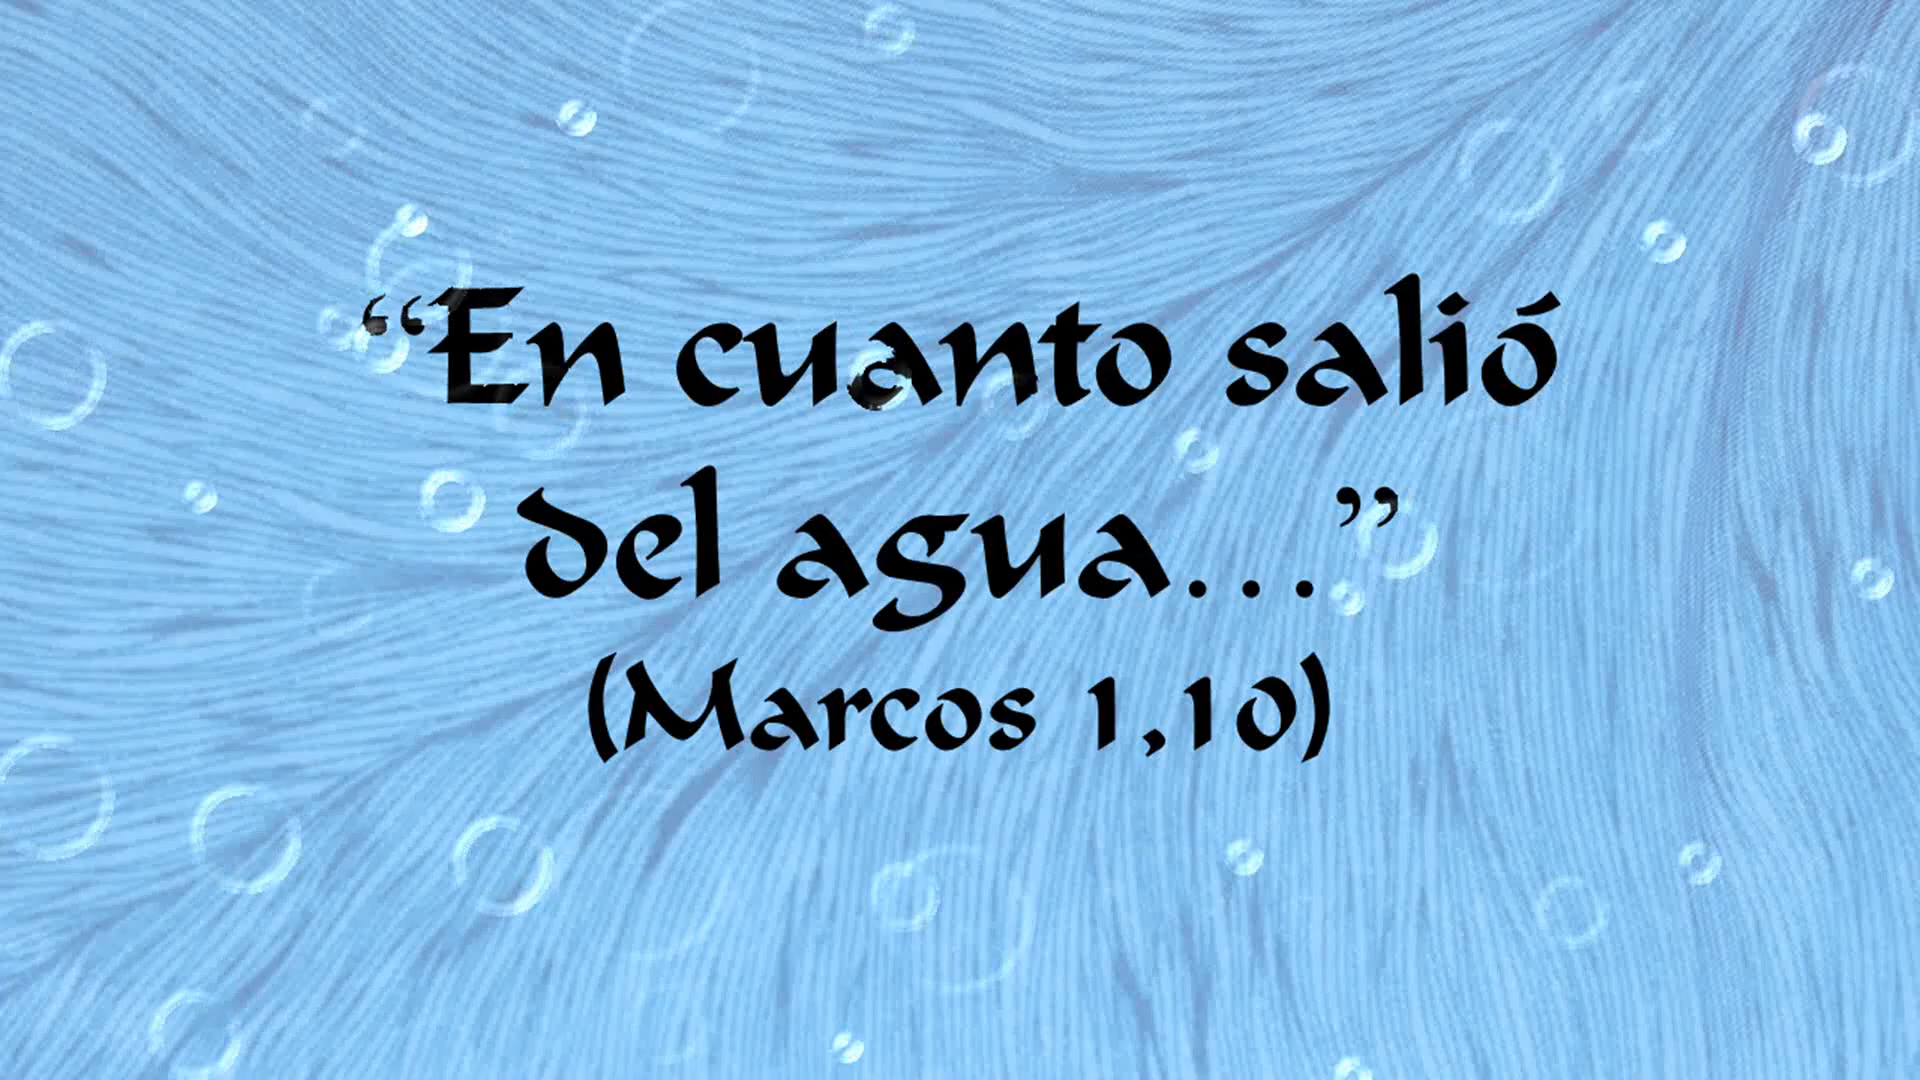 “En cuanto salió
del agua...”
(Marcos 1,10)